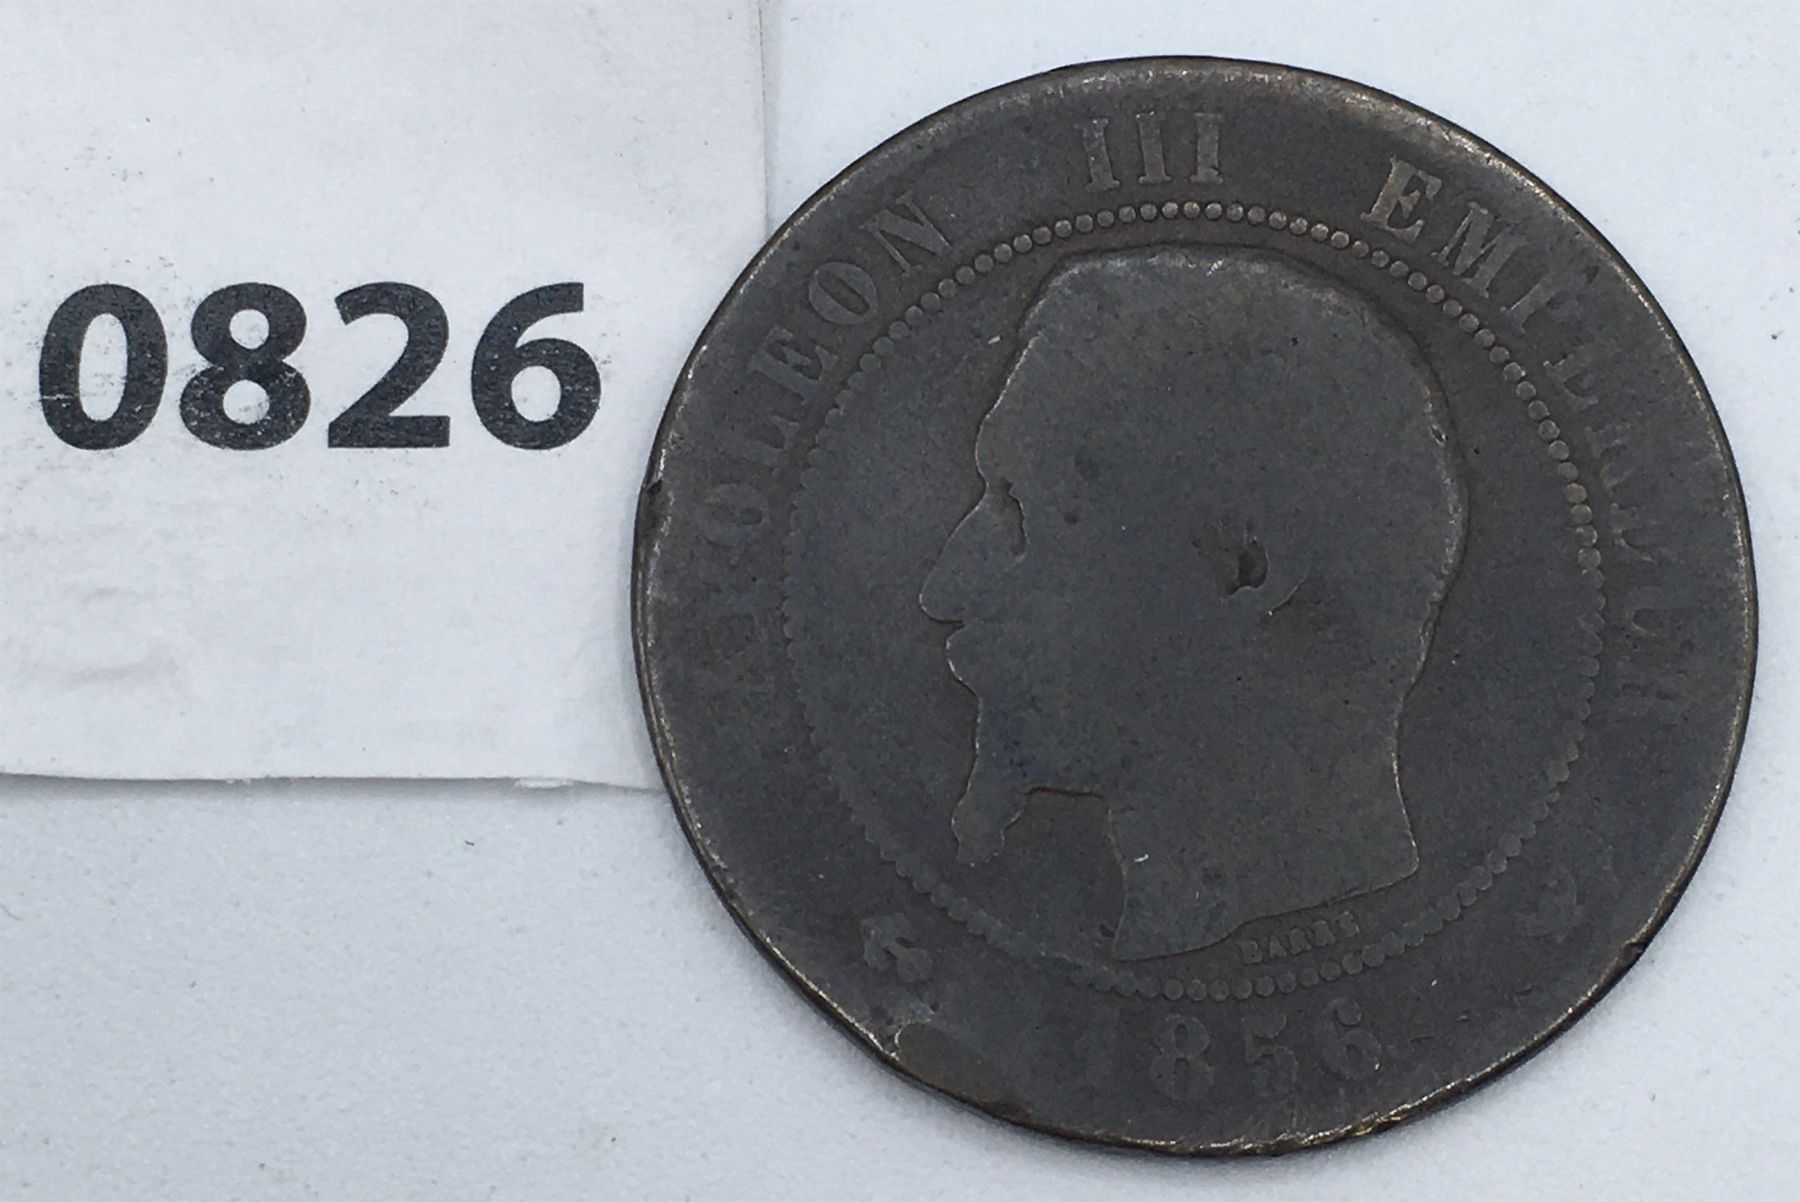 0826
NAPOLEON III EMPEREUR
BARRE
1856